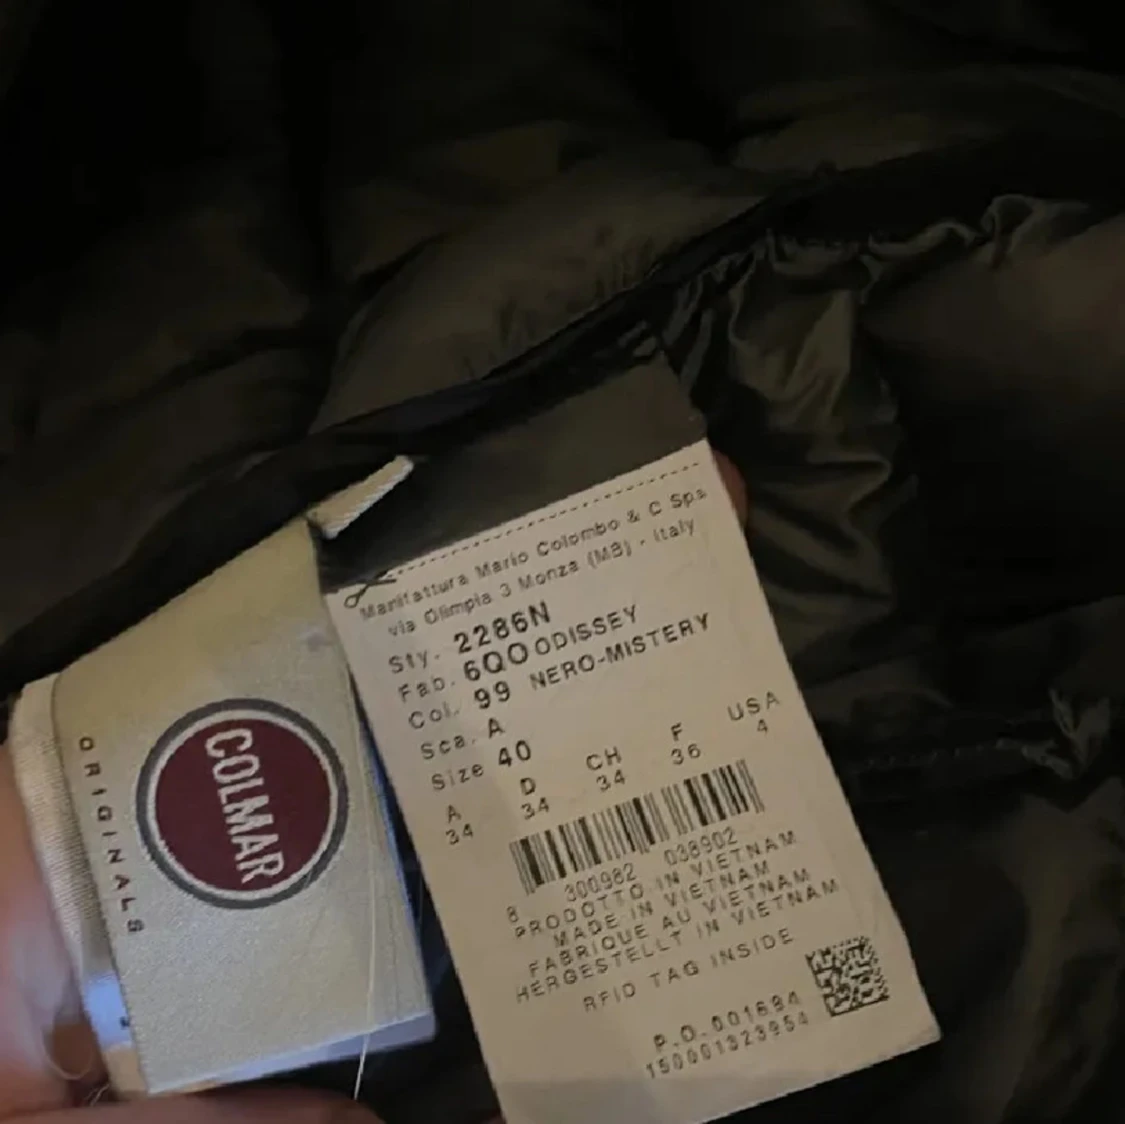 COLMAR
ORIGINALS
Manifattura Mario Colombo & C Spa
via Olimpia 3 Monza (MB) - Italy
Sty. 2286N
Fab. 6QO ODISSEY
Col. 99 NERO-MISTERY
Sca. A
Size 40
A D CH F USA
34 34 34 36 4
8 300982 038902
PRODOTTO IN VIETNAM
MADE IN VIETNAM
FABRIQUE AU VIETNAM
HERGESTELLT IN VIETNAM
RFID TAG INSIDE
P.O.001694
150001323954